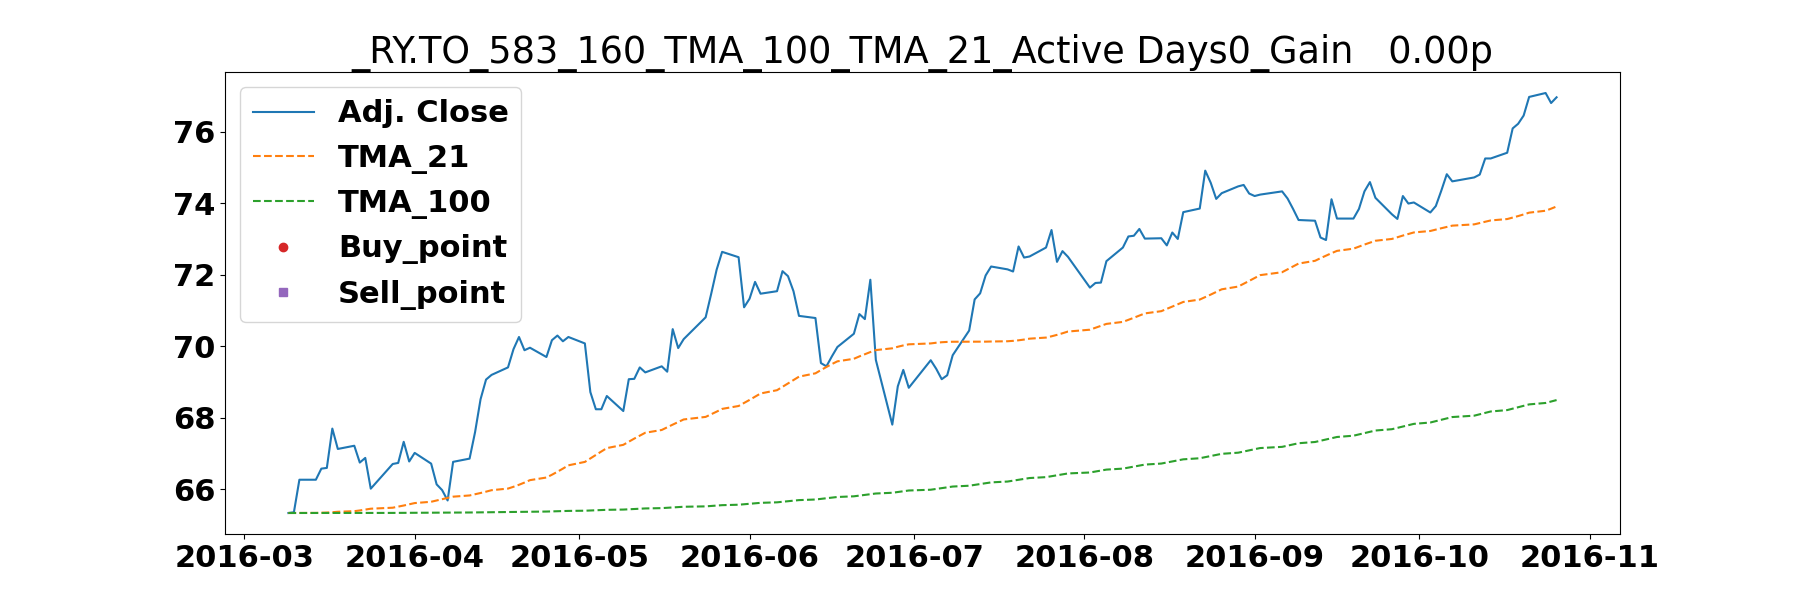 _RY.TO_583_160_TMA_100_TMA_21_Active Days0_Gain   0.00p
Adj. Close
TMA_21
TMA_100
Buy_point
Sell_point
76
74
72
70
68
66
2016-03 2016-04 2016-05 2016-06 2016-07 2016-08 2016-09 2016-10 2016-11